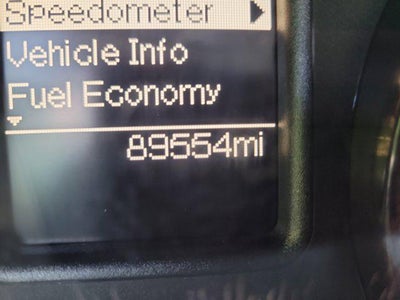 Speedometer
Vehicle Info
Fuel Economy
89554mi